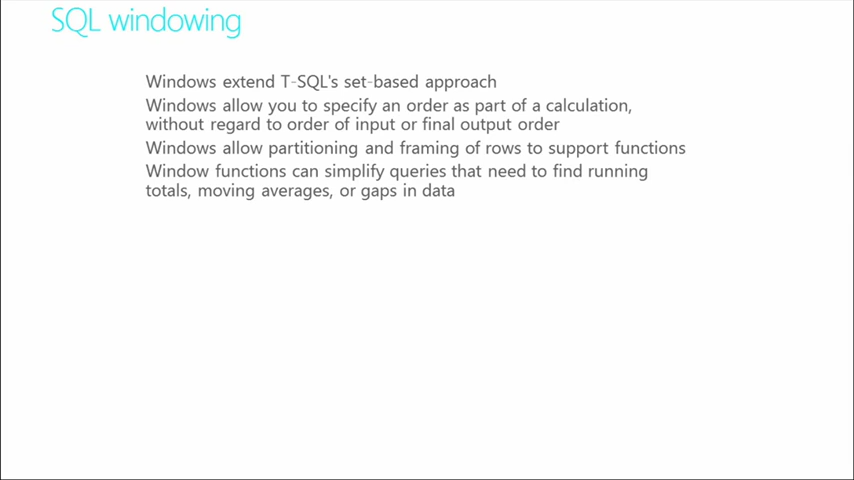 SQL windowing
Windows extend T-SQL's set-based approach
Windows allow you to specify an order as part of a calculation,
without regard to order of input or final output order
Windows allow partitioning and framing of rows to support functions
Window functions can simplify queries that need to find running
totals, moving averages, or gaps in data